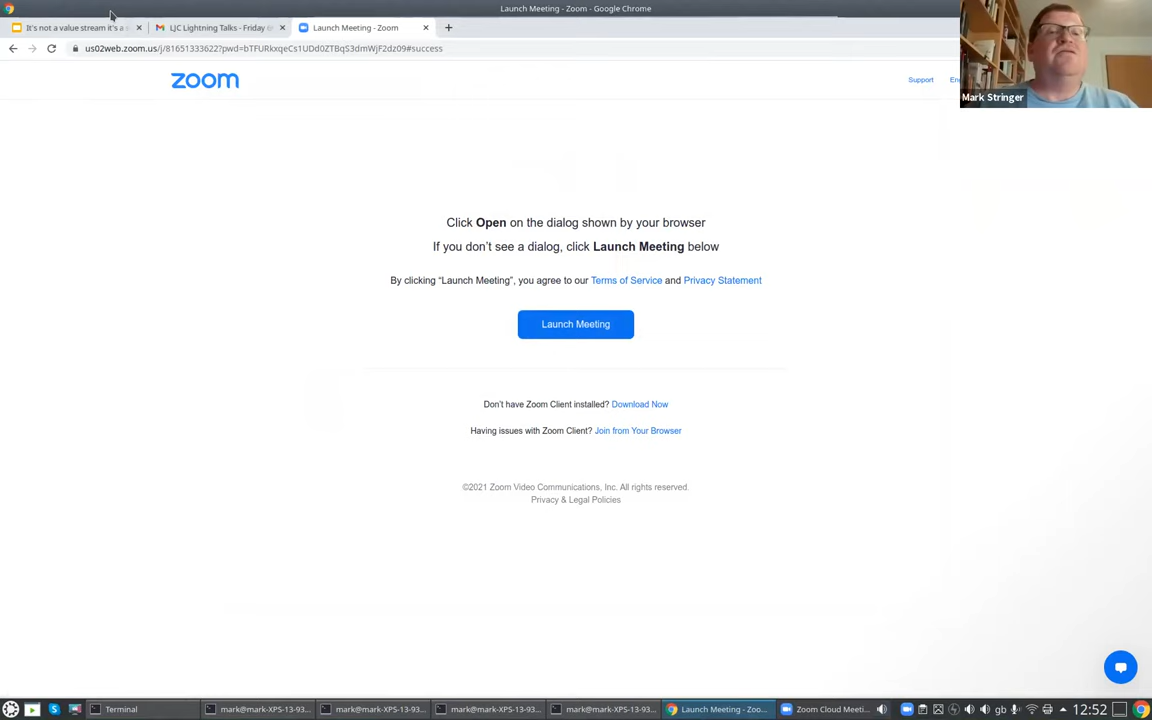 Launch Meeting - Zoom - Google Chrome
It's not a value stream it's a s
LJC Lightning Talks - Friday
Launch Meeting - Zoom
us02web.zoom.us/j/81651333622?pwd=bTFURkxqeCs1UDd0ZTBqS3dmWjF2dz09#success
zoom
Support
Mark Stringer
Click Open on the dialog shown by your browser
If you don't see a dialog, click Launch Meeting below
By clicking “Launch Meeting”, you agree to our Terms of Service and Privacy Statement
Launch Meeting
Don't have Zoom Client installed? Download Now
Having issues with Zoom Client? Join from Your Browser
©2021 Zoom Video Communications, Inc. All rights reserved.
Privacy & Legal Policies
Terminal
mark@mark-XPS-13-93...
mark@mark-XPS-13-93...
mark@mark-XPS-13-93...
mark@mark-XPS-13-93...
Launch Meeting - Zoo...
Zoom Cloud Meeti...
gb
12:52